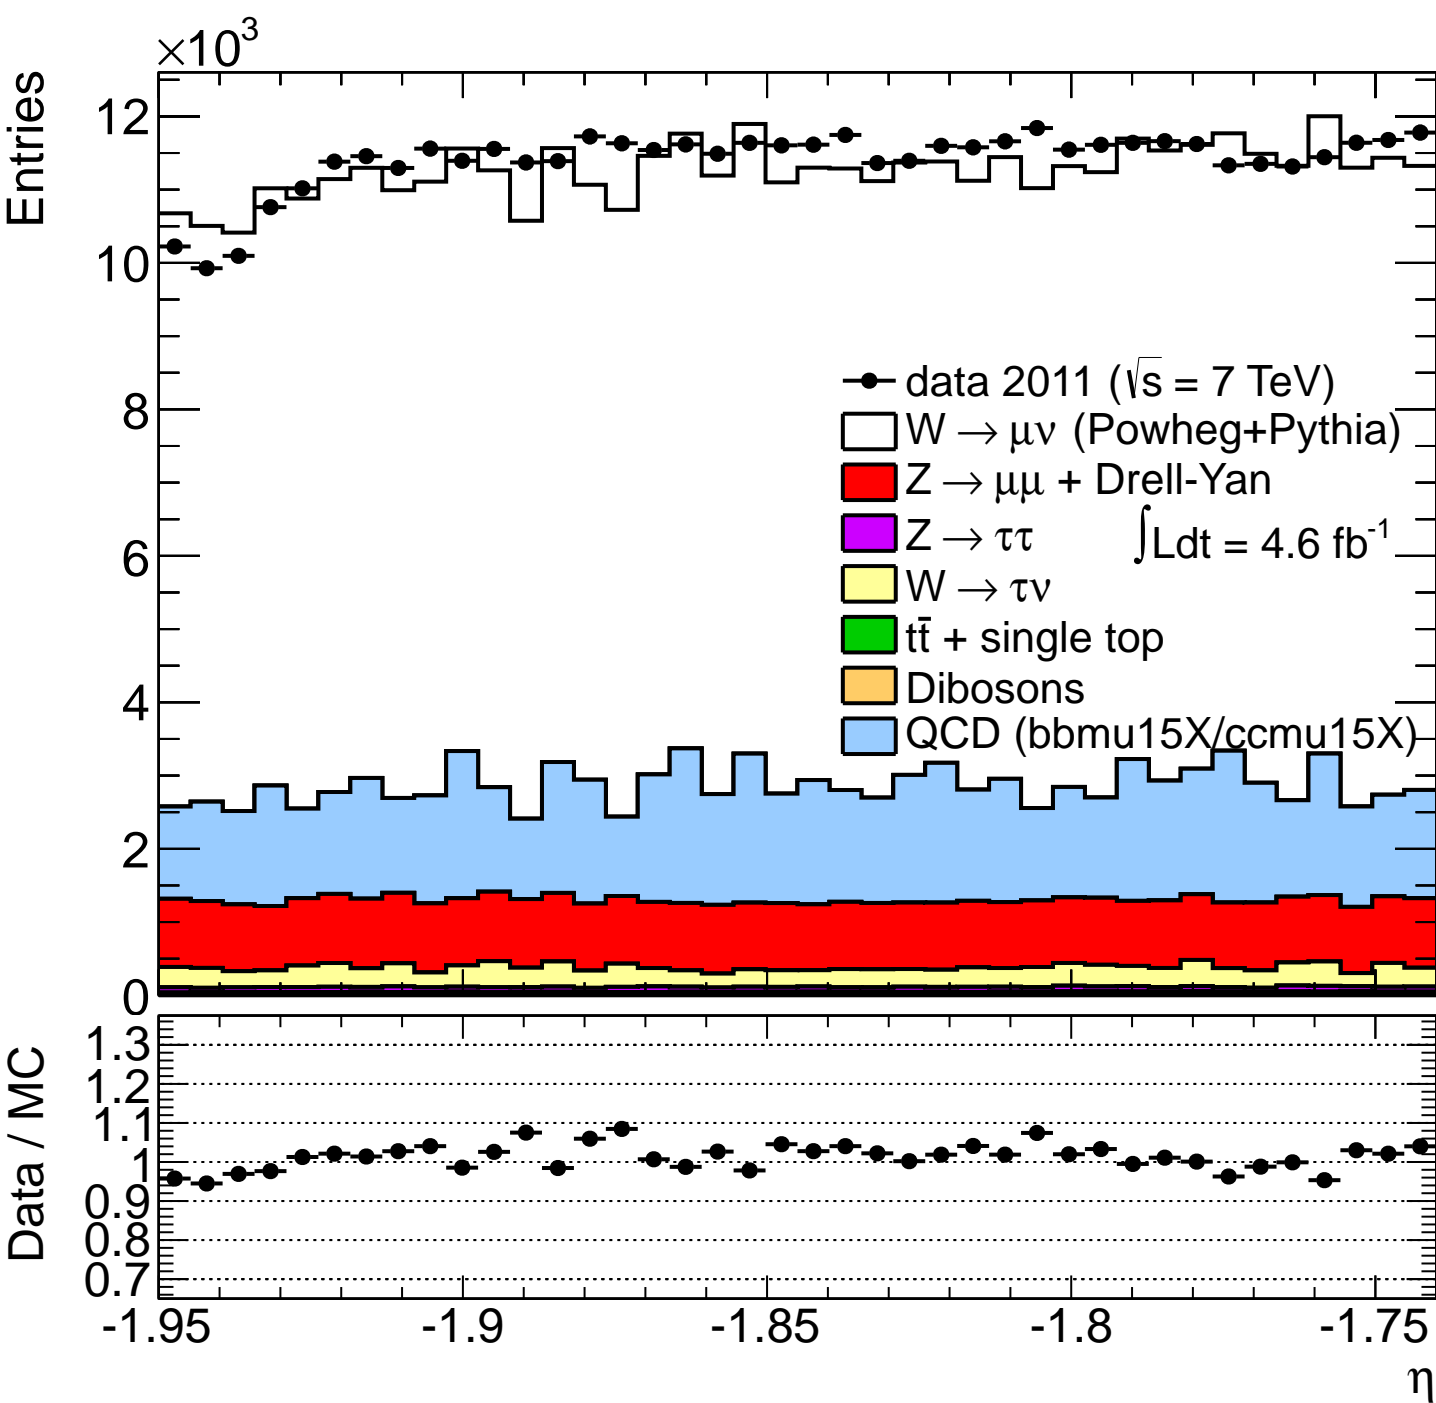 ×10³
Entries
12
10
8
6
4
2
0
data 2011 (√s = 7 TeV)
W → μν (Powheg+Pythia)
Z → μμ + Drell-Yan
Z → ττ
∫Ldt = 4.6 fb⁻¹
W → τν
tt̄ + single top
Dibosons
QCD (bbmu15X/ccmu15X)
Data / MC
1.3
1.2
1.1
1
0.9
0.8
0.7
-1.95 -1.9 -1.85 -1.8 -1.75
η